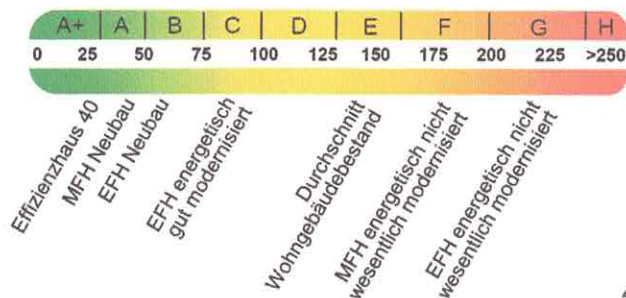 A+ A B C D E F G H
0 25 50 75 100 125 150 175 200 225 >250
Effizienzhaus 40
MFH Neubau
EFH Neubau
EFH energetisch
gut modernisiert
Durchschnitt
Wohngebäudebestand
MFH energetisch nicht
wesentlich modernisiert
EFH energetisch nicht
wesentlich modernisiert